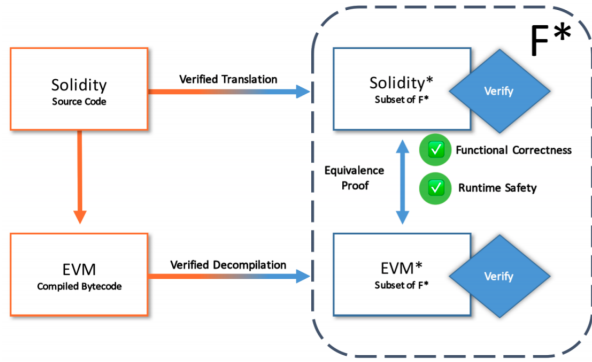 F*
Solidity
Source Code
Verified Translation
Solidity*
Subset of F*
Verify
Equivalence
Proof
Functional Correctness
Runtime Safety
EVM
Compiled Bytecode
Verified Decompilation
EVM*
Subset of F*
Verify